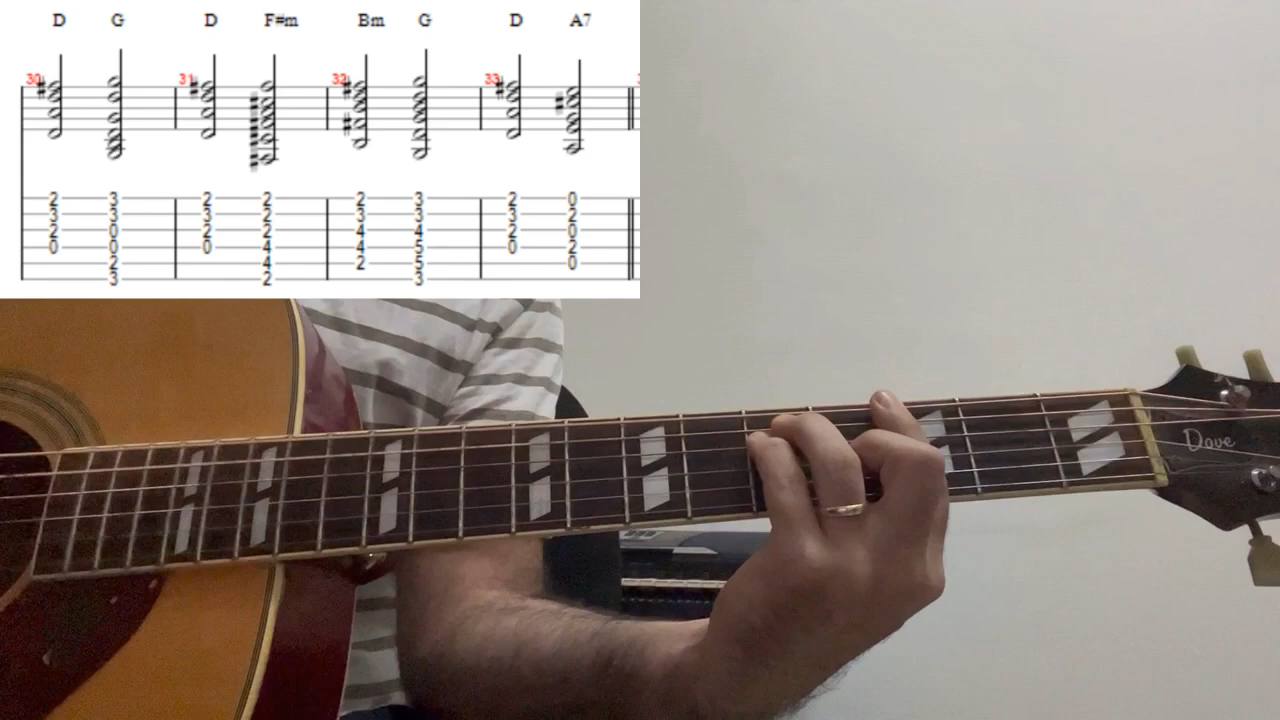 D G D F#m Bm G D A7
30 31 32 33
2 3 2 2 2 3 2 0
3 3 3 2 3 3 3 2
2 0 2 2 4 4 2 0
0 0 0 4 4 5 0 2
2 4 2 5 0
3 2 3
Dove